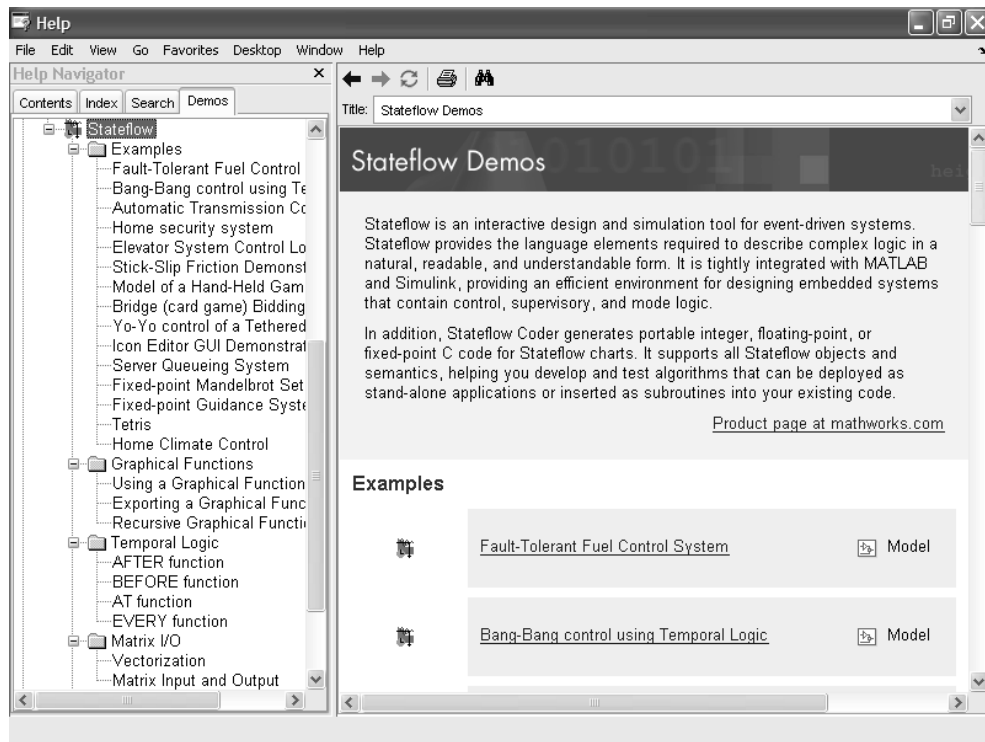 Help
File Edit View Go Favorites Desktop Window Help
Help Navigator
Contents Index Search Demos
Stateflow
Examples
Fault-Tolerant Fuel Control
Bang-Bang control using Te
Automatic Transmission Co
Home security system
Elevator System Control Lo
Stick-Slip Friction Demonst
Model of a Hand-Held Gam
Bridge (card game) Bidding
Yo-Yo control of a Tethered
Icon Editor GUI Demonstrat
Server Queueing System
Fixed-point Mandelbrot Set
Fixed-point Guidance Syste
Tetris
Home Climate Control
Graphical Functions
Using a Graphical Function
Exporting a Graphical Func
Recursive Graphical Functi
Temporal Logic
AFTER function
BEFORE function
AT function
EVERY function
Matrix I/O
Vectorization
Matrix Input and Output
Title: Stateflow Demos
Stateflow Demos
010101
hei
Stateflow is an interactive design and simulation tool for event-driven systems.
Stateflow provides the language elements required to describe complex logic in a
natural, readable, and understandable form. It is tightly integrated with MATLAB
and Simulink, providing an efficient environment for designing embedded systems
that contain control, supervisory, and mode logic.
In addition, Stateflow Coder generates portable integer, floating-point, or
fixed-point C code for Stateflow charts. It supports all Stateflow objects and
semantics, helping you develop and test algorithms that can be deployed as
stand-alone applications or inserted as subroutines into your existing code.
Product page at mathworks.com
Examples
Fault-Tolerant Fuel Control System Model
Bang-Bang control using Temporal Logic Model